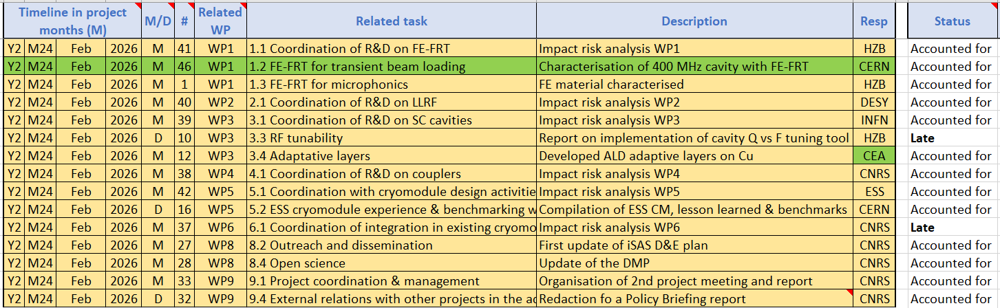 Timeline in project months (M) M/D # Related WP Related task Description Resp Status
Y2 M24 Feb 2026 M 41 WP1 1.1 Coordination of R&D on FE-FRT Impact risk analysis WP1 HZB Accounted for
Y2 M24 Feb 2026 M 46 WP1 1.2 FE-FRT for transient beam loading Characterisation of 400 MHz cavity with FE-FRT CERN Accounted for
Y2 M24 Feb 2026 M 1 WP1 1.3 FE-FRT for microphonics FE material characterised HZB Accounted for
Y2 M24 Feb 2026 M 40 WP2 2.1 Coordination of R&D on LLRF Impact risk analysis WP2 DESY Accounted for
Y2 M24 Feb 2026 M 39 WP3 3.1 Coordination of R&D on SC cavities Impact risk analysis WP3 INFN Accounted for
Y2 M24 Feb 2026 D 10 WP3 3.3 RF tunability Report on implementation of cavity Q vs F tuning tool HZB Late
Y2 M24 Feb 2026 M 12 WP3 3.4 Adaptative layers Developed ALD adaptive layers on Cu CEA Accounted for
Y2 M24 Feb 2026 M 38 WP4 4.1 Coordination of R&D on couplers Impact risk analysis WP4 CNRS Accounted for
Y2 M24 Feb 2026 M 42 WP5 5.1 Coordination with cryomodule design activitie Impact risk analysis WP5 ESS Accounted for
Y2 M24 Feb 2026 D 16 WP5 5.2 ESS cryomodule experience & benchmarking w Compilation of ESS CM, lesson learned & benchmarks CERN Accounted for
Y2 M24 Feb 2026 M 37 WP6 6.1 Coordination of integration in existing cryomo Impact risk analysis WP6 CNRS Late
Y2 M24 Feb 2026 M 27 WP8 8.2 Outreach and dissemination First update of iSAS D&E plan CNRS Accounted for
Y2 M24 Feb 2026 M 28 WP8 8.4 Open science Update of the DMP CNRS Accounted for
Y2 M24 Feb 2026 M 33 WP9 9.1 Project coordination & management Organisation of 2nd project meeting and report CNRS Accounted for
Y2 M24 Feb 2026 D 32 WP9 9.4 External relations with other projects in the ac Redaction fo a Policy Briefing report CNRS Accounted for